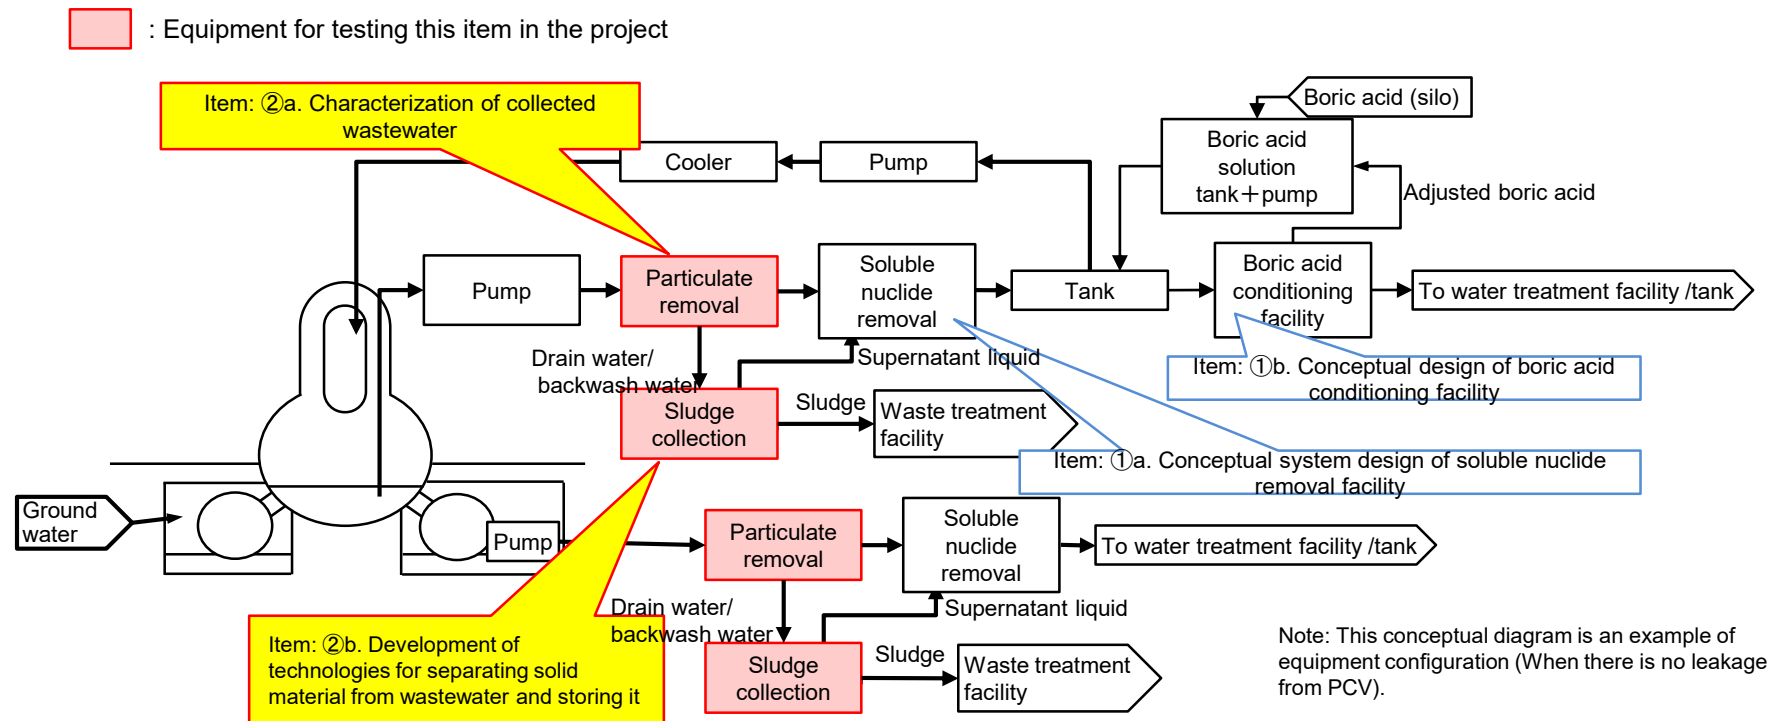 : Equipment for testing this item in the project
Item: ②a. Characterization of collected
wastewater
Boric acid (silo)
Cooler
Pump
Boric acid
solution
tank＋pump
Adjusted boric acid
Pump
Particulate
removal
Soluble
nuclide
removal
Tank
Boric acid
conditioning
facility
To water treatment facility /tank
Drain water/
backwash water
Supernatant liquid
Item: ①b. Conceptual design of boric acid
conditioning facility
Sludge
collection
Sludge
Waste treatment
facility
Item: ①a. Conceptual system design of soluble nuclide
removal facility
Ground
water
Pump
Particulate
removal
Soluble
nuclide
removal
To water treatment facility /tank
Drain water/
backwash water
Supernatant liquid
Item: ②b. Development of
technologies for separating solid
material from wastewater and storing it
Sludge
collection
Sludge
Waste treatment
facility
Note: This conceptual diagram is an example of
equipment configuration (When there is no leakage
from PCV).